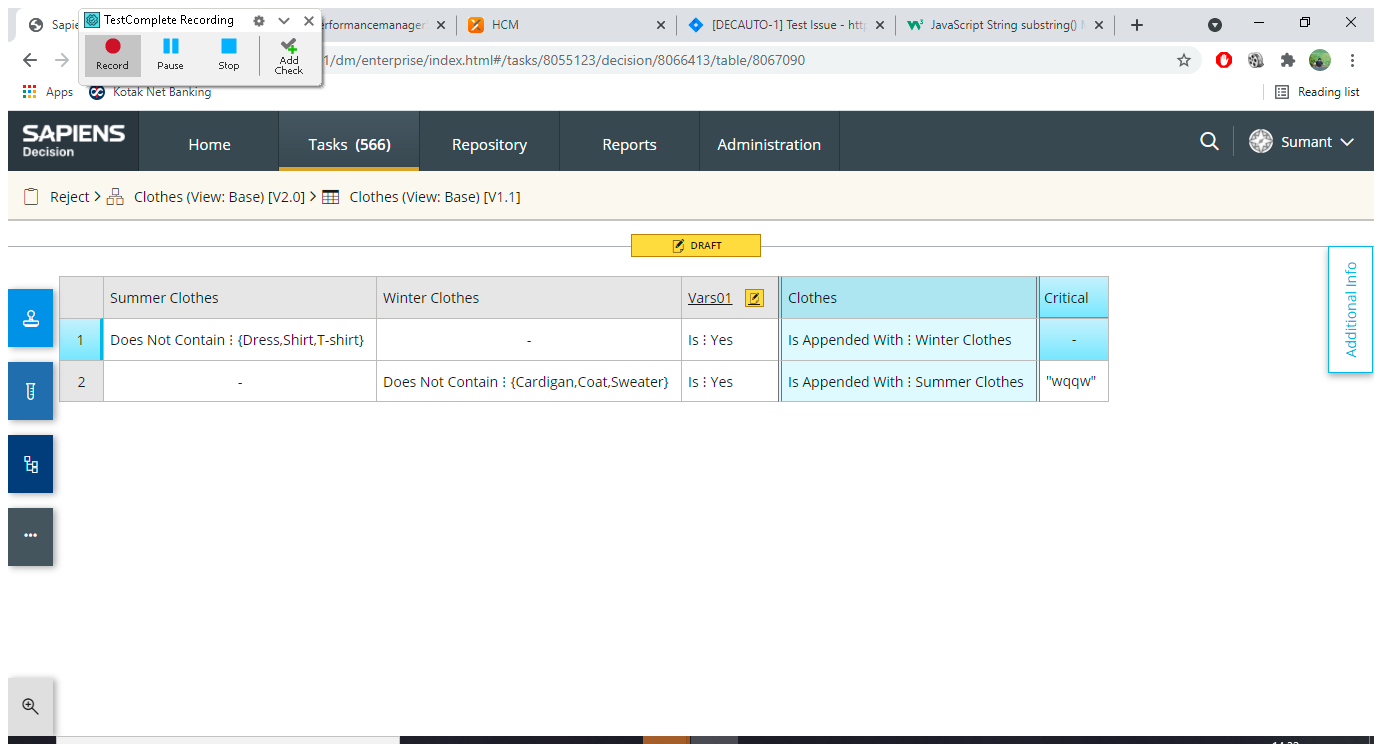 Sapie
TestComplete Recording
erformancemanager
HCM
[DECAUTO-1] Test Issue - http
JavaScript String substring() M
Record
Pause
Stop
Add
Check
1/dm/enterprise/index.html#/tasks/8055123/decision/8066413/table/8067090
Apps
Kotak Net Banking
Reading list
SAPIENS
Decision
Home
Tasks (566)
Repository
Reports
Administration
Sumant
Reject > Clothes (View: Base) [V2.0] > Clothes (View: Base) [V1.1]
DRAFT
Additional Info
Summer Clothes
Winter Clothes
Vars01
Clothes
Critical
1
Does Not Contain ⋮ {Dress,Shirt,T-shirt}
-
Is ⋮ Yes
Is Appended With ⋮ Winter Clothes
-
2
-
Does Not Contain ⋮ {Cardigan,Coat,Sweater}
Is ⋮ Yes
Is Appended With ⋮ Summer Clothes
"wqqw"